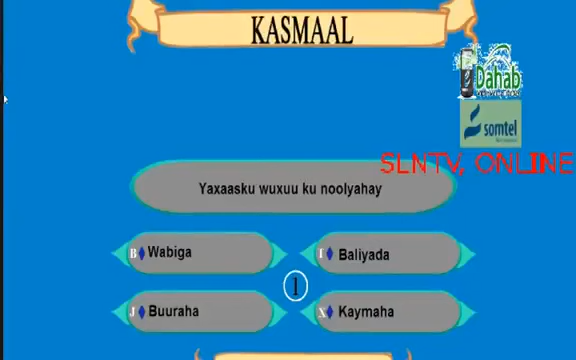 KASMAAL
Dahab
somtel
SLNTV, ONLINE
Yaxaasku wuxuu ku noolyahay
B Wabiga
T Baliyada
1
J Buuraha
X Kaymaha